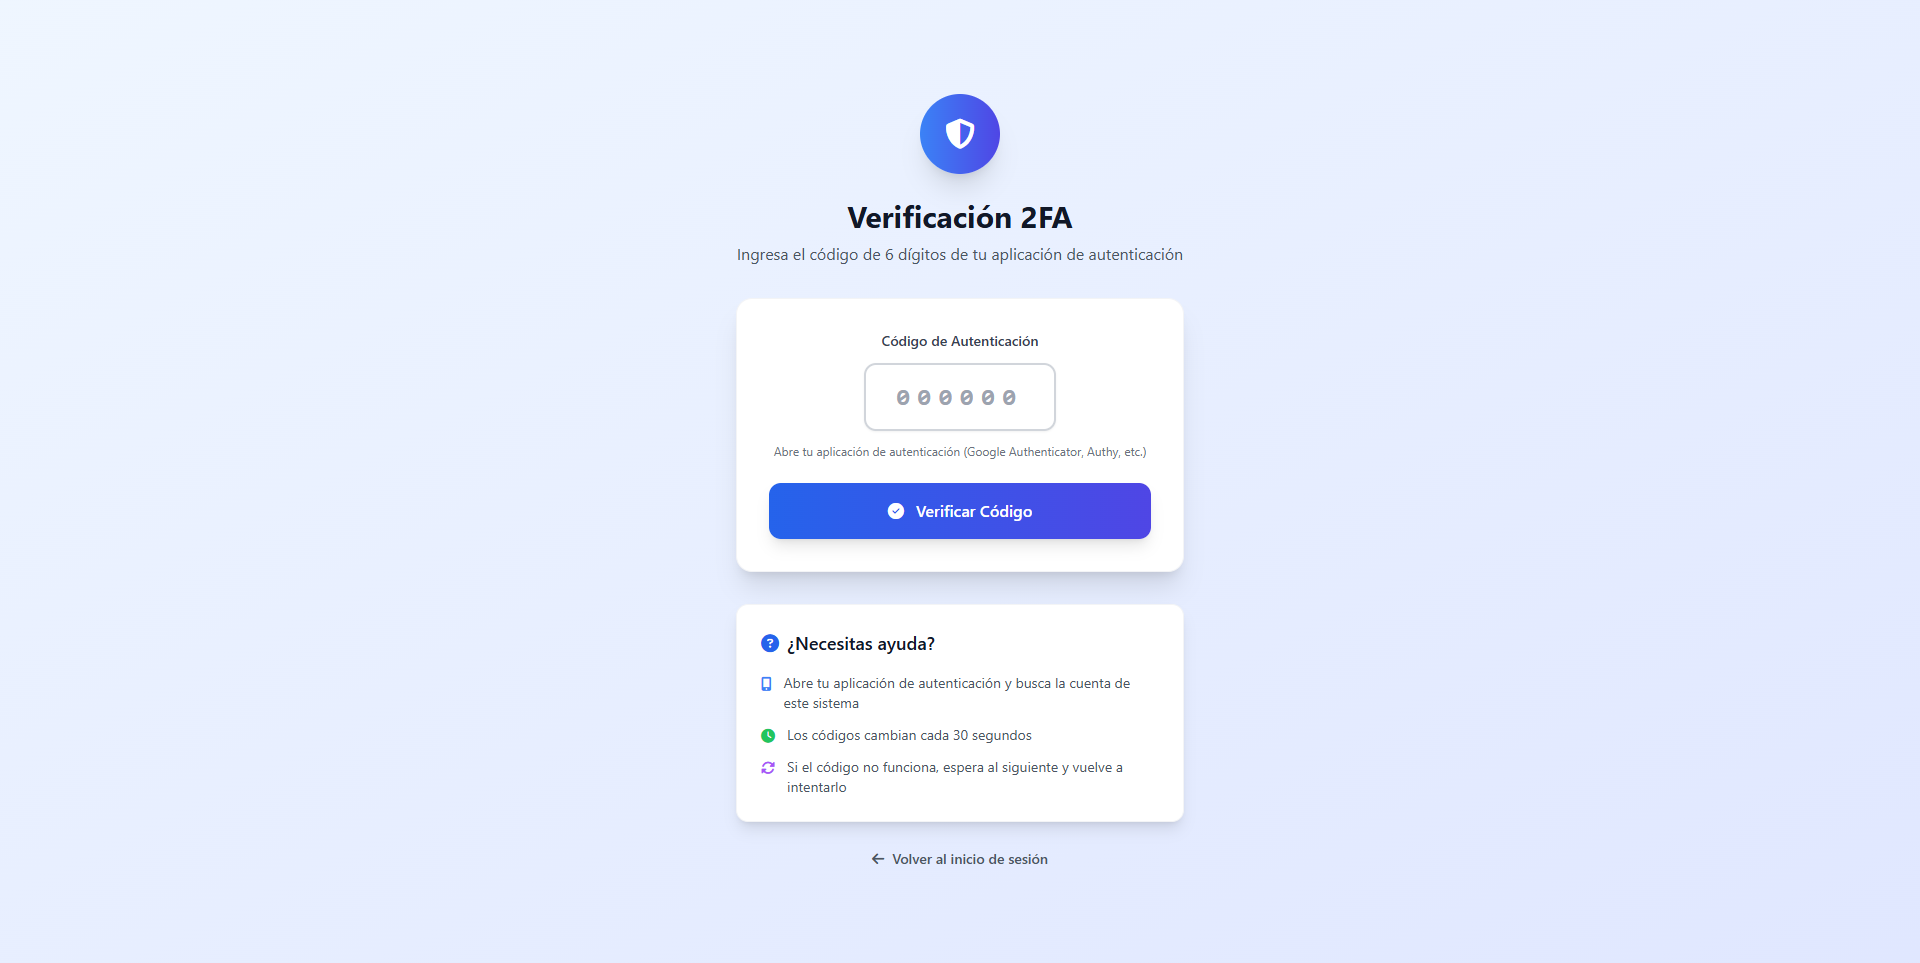 Verificación 2FA
Ingresa el código de 6 dígitos de tu aplicación de autenticación
Código de Autenticación
000000
Abre tu aplicación de autenticación (Google Authenticator, Authy, etc.)
Verificar Código
¿Necesitas ayuda?
Abre tu aplicación de autenticación y busca la cuenta de
este sistema
Los códigos cambian cada 30 segundos
Si el código no funciona, espera al siguiente y vuelve a
intentarlo
Volver al inicio de sesión